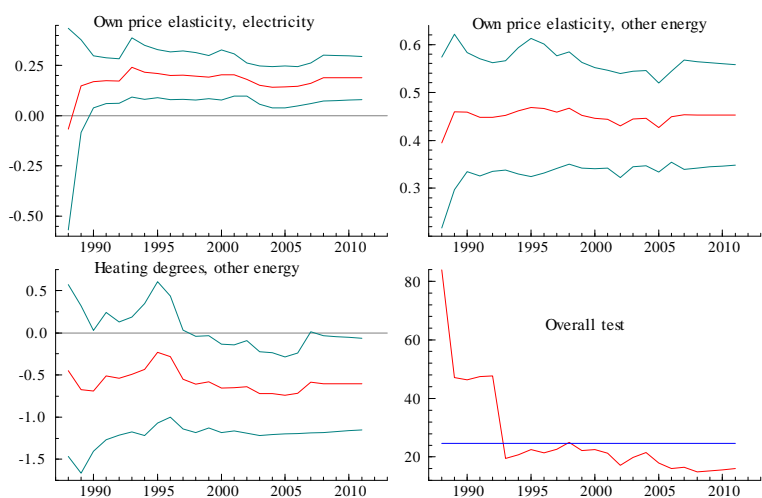 Own price elasticity, electricity
0.25
0.00
-0.25
-0.50
1990 1995 2000 2005 2010
Own price elasticity, other energy
0.6
0.5
0.4
0.3
1990 1995 2000 2005 2010
Heating degrees, other energy
0.5
0.0
-0.5
-1.0
-1.5
1990 1995 2000 2005 2010
Overall test
80
60
40
20
1990 1995 2000 2005 2010